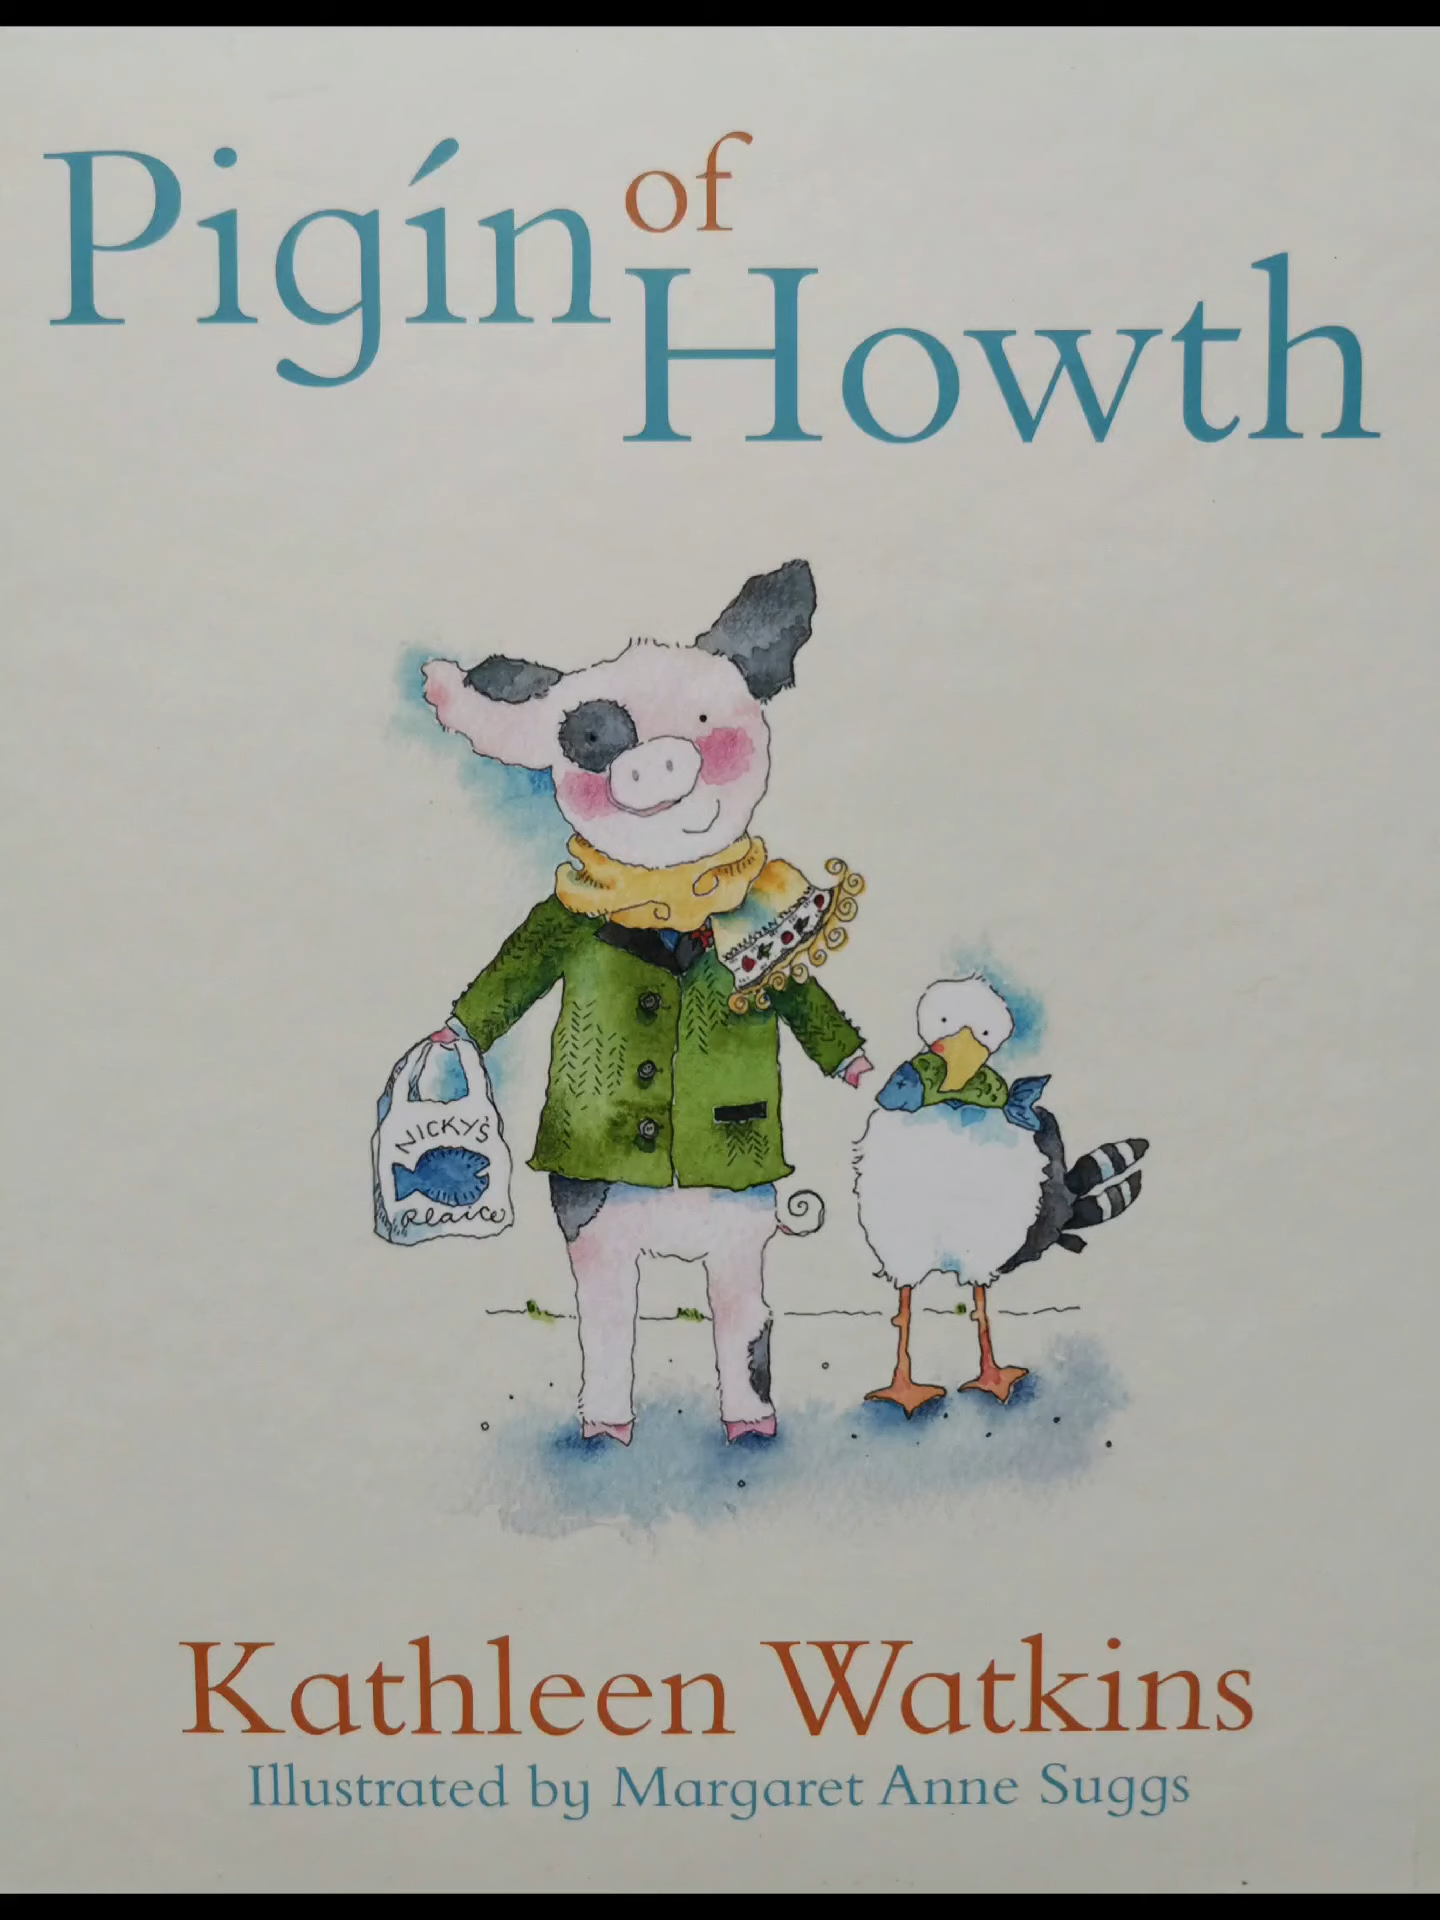 Pigín of
Howth
NICKY'S
Plaice
Kathleen Watkins
Illustrated by Margaret Anne Suggs